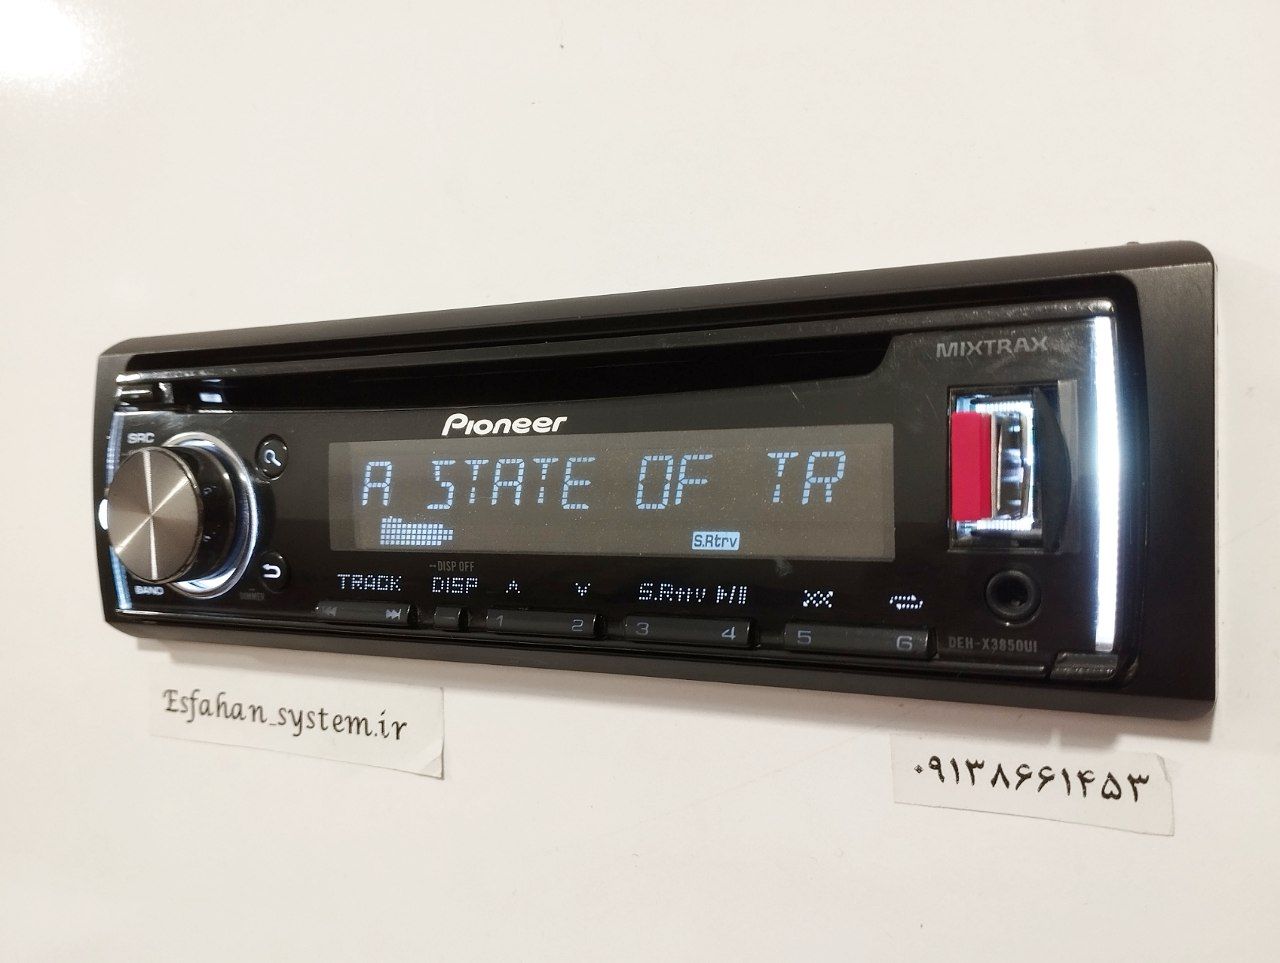 MIXTRAX
Pioneer
SRC
A STATE OF TR
S.Rtrv
DISP OFF
TRACK DISP S.Rtrv
BAND DIMMER
1 2 3 4 5 6
DEH-X3850UI
Esfahan_system.ir
۰۹۱۳۸۶۶۱۴۵۳